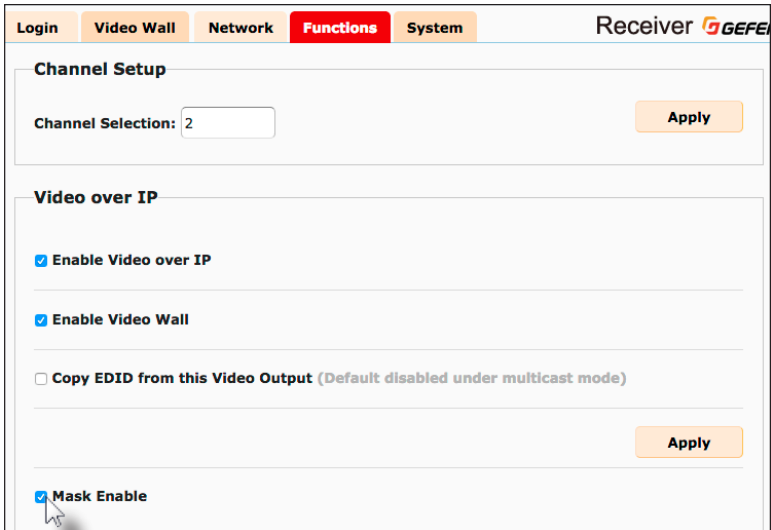 Login Video Wall Network Functions System Receiver GEFE
Channel Setup
Channel Selection: 2 Apply
Video over IP
Enable Video over IP
Enable Video Wall
Copy EDID from this Video Output (Default disabled under multicast mode)
Apply
Mask Enable